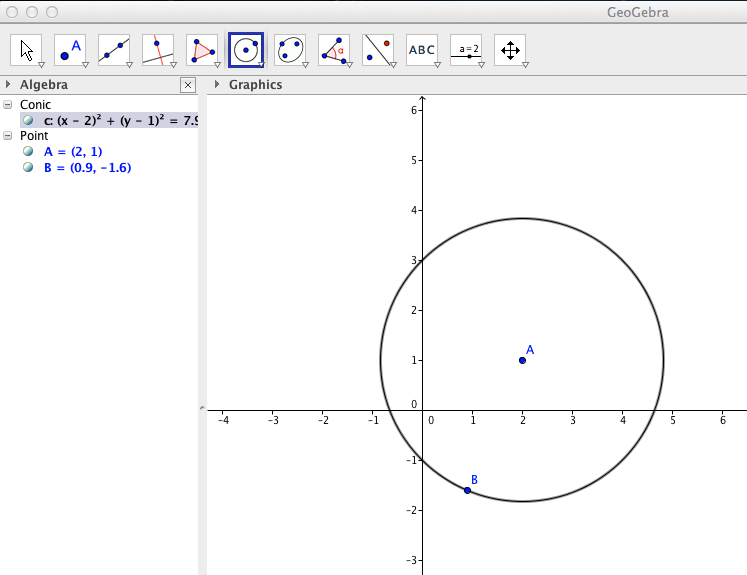 GeoGebra
A
α
ABC
a=2
Algebra
Graphics
Conic
c: (x – 2)² + (y – 1)² = 7.9
Point
A = (2, 1)
B = (0.9, –1.6)
6
5
4
3
2
1
0
–1
–2
–3
–4 –3 –2 –1 0 1 2 3 4 5 6
A
B